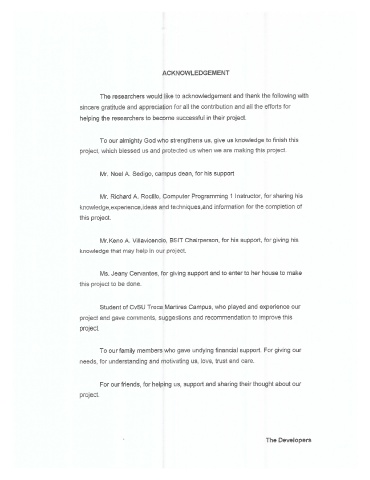 ACKNOWLEDGEMENT
The researchers would like to acknowledgement and thank the following with
sincere gratitude and appreciation for all the contribution and all the efforts for
helping the researchers to become successful in their project.
To our almighty God who strengthens us, give us knowledge to finish this
project, which blessed us and protected us when we are making this project.
Mr. Noel A. Sedigo, campus dean, for his support
Mr. Richard A. Rocillo, Computer Programming 1 Instructor, for sharing his
knowledge,experience,ideas and techniques,and information for the completion of
this project.
Mr.Keno A. Villavicencio, BSIT Chairperson, for his support, for giving his
knowledge that may help in our project.
Ms. Jeany Cervantes, for giving support and to enter to her house to make
this project to be done.
Student of CvSU Trece Martires Campus, who played and experience our
project and gave comments, suggestions and recommendation to improve this
project.
To our family members who gave undying financial support. For giving our
needs, for understanding and motivating us, love, trust and care.
For our friends, for helping us, support and sharing their thought about our
project.
The Developers